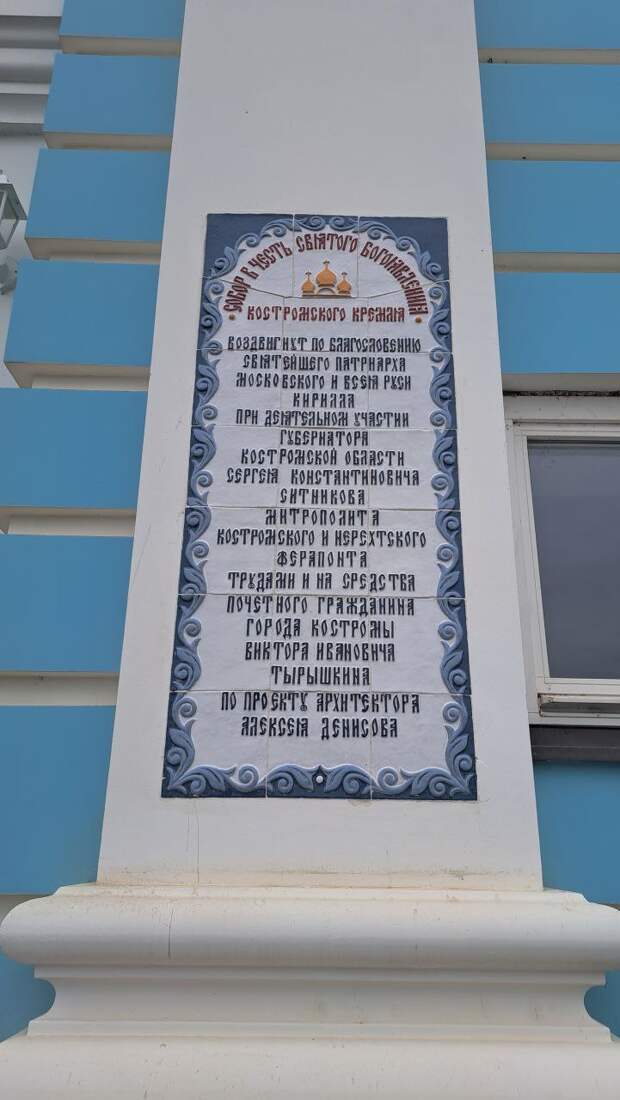 СОБОР В ЧЕСТЬ СВЯТОГО БОГОЯВЛЕНИЯ
КОСТРОМСКОГО КРЕМЛЯ
ВОЗДВИГНУТ ПО БЛАГОСЛОВЕНИЮ
СВЯТЕЙШЕГО ПАТРИАРХА
МОСКОВСКОГО И ВСЕЯ РУСИ
КИРИЛЛА
ПРИ ДЕЯТЕЛЬНОМ УЧАСТИИ
ГУБЕРНАТОРА
КОСТРОМСКОЙ ОБЛАСТИ
СЕРГЕЯ КОНСТАНТИНОВИЧА
СИТНИКОВА
МИТРОПОЛИТА
КОСТРОМСКОГО И НЕРЕХТСКОГО
ФЕРАПОНТА
ТРУДАМИ И НА СРЕДСТВА
ПОЧЕТНОГО ГРАЖДАНИНА
ГОРОДА КОСТРОМЫ
ВИКТОРА ИВАНОВИЧА
ТЫРЫШКИНА
ПО ПРОЕКТУ АРХИТЕКТОРА
АЛЕКСЕЯ ДЕНИСОВА